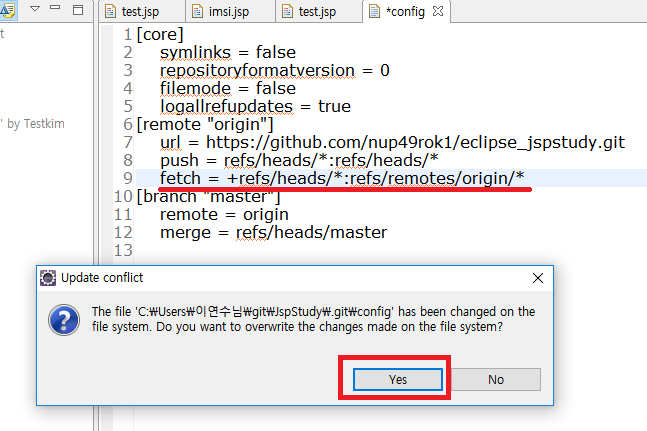 test.jsp
imsi.jsp
test.jsp
*config
t
' by Testkim
1 [core]
2 symlinks = false
3 repositoryformatversion = 0
4 filemode = false
5 logallrefupdates = true
6 [remote "origin"]
7 url = https://github.com/nup49rok1/eclipse_jspstudy.git
8 push = refs/heads/*:refs/heads/*
9 fetch = +refs/heads/*:refs/remotes/origin/*
10 [branch "master"]
11 remote = origin
12 merge = refs/heads/master
13
Update conflict
The file 'C:₩Users₩이연수님₩git₩JspStudy₩.git₩config' has been changed on
the file system. Do you want to overwrite the changes made on the file system?
Yes
No